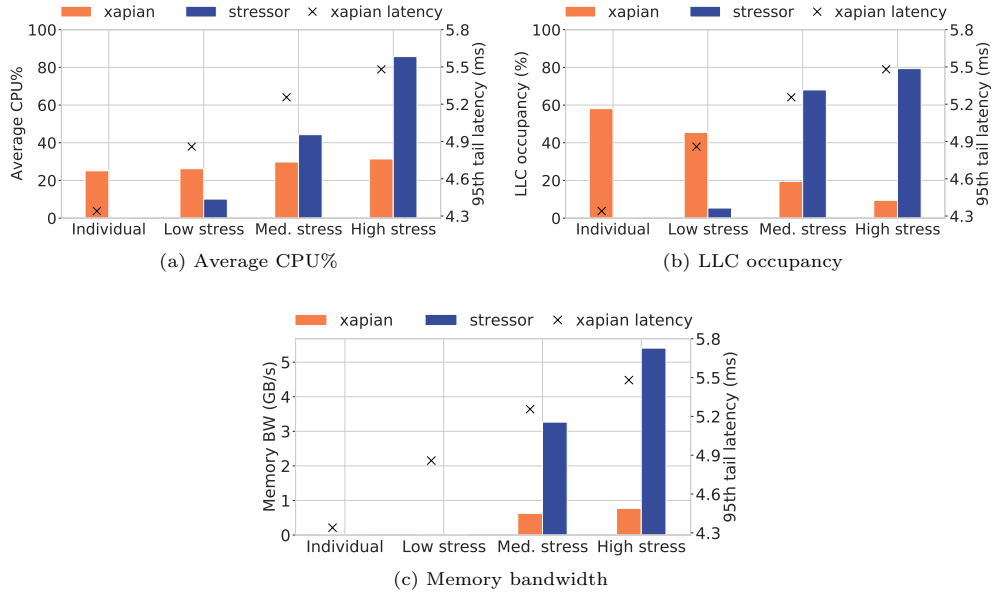 xapian stressor xapian latency
100 80 60 40 20 0
Average CPU%
5.8 5.5 5.2 4.9 4.6 4.3
95th tail latency (ms)
Individual Low stress Med. stress High stress
(a) Average CPU%
xapian stressor xapian latency
100 80 60 40 20 0
LLC occupancy (%)
5.8 5.5 5.2 4.9 4.6 4.3
95th tail latency (ms)
Individual Low stress Med. stress High stress
(b) LLC occupancy
xapian stressor xapian latency
5 4 3 2 1 0
Memory BW (GB/s)
5.8 5.5 5.2 4.9 4.6 4.3
95th tail latency (ms)
Individual Low stress Med. stress High stress
(c) Memory bandwidth